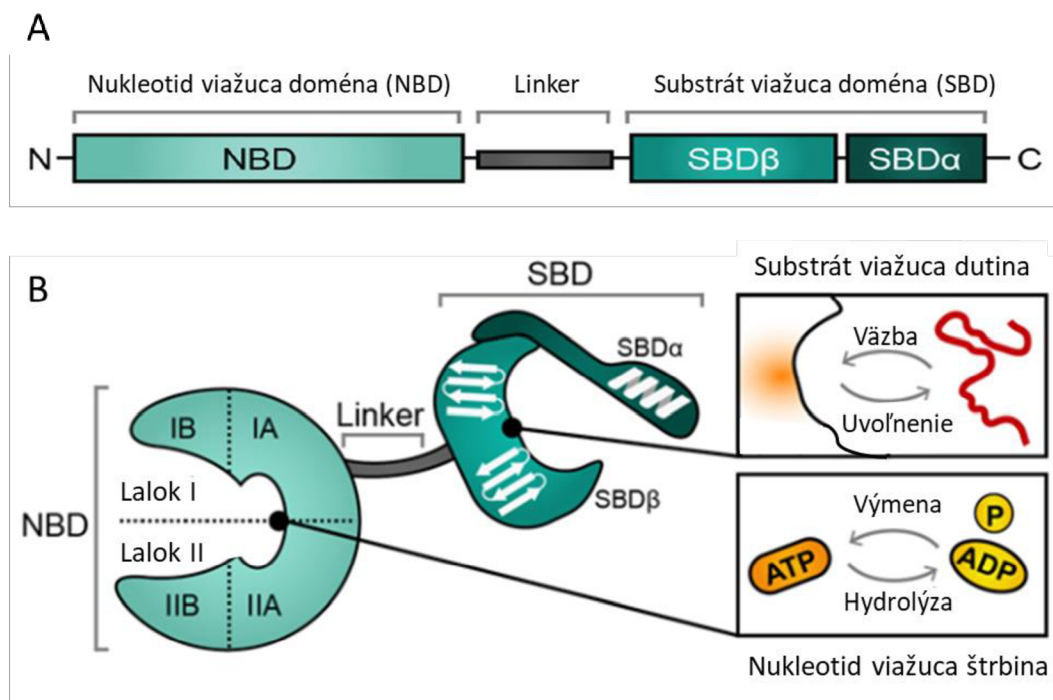 A
Nukleotid viažuca doména (NBD)
Linker
Substrát viažuca doména (SBD)
N
NBD
SBDβ
SBDα
C
B
SBD
Substrát viažuca dutina
SBDα
Väzba
Uvoľnenie
Linker
IB
IA
Lalok I
NBD
Lalok II
IIB
IIA
SBDβ
Výmena
P
ATP
ADP
Hydrolýza
Nukleotid viažuca štrbina